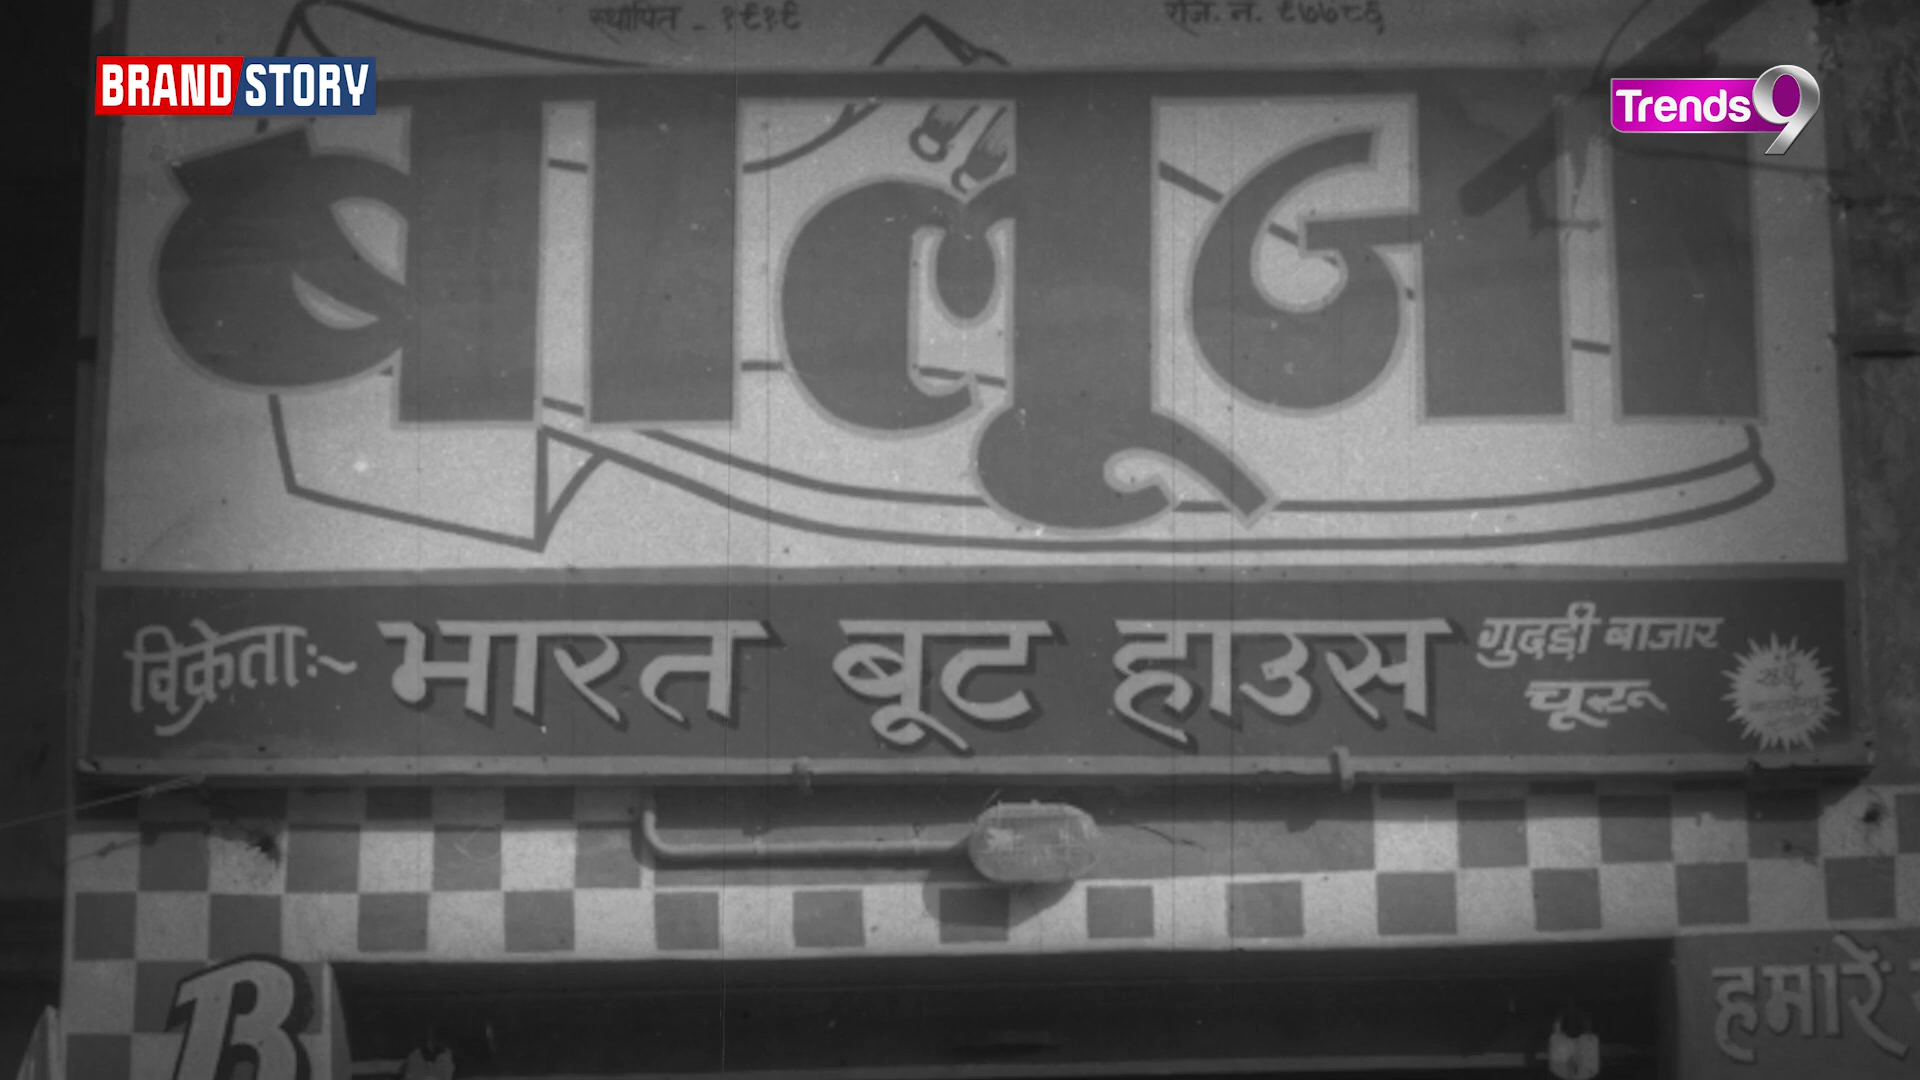 स्थापित - १९१९ रजि. न. ९७७८६
BRAND STORY
Trends9
बालूजा
विक्रेताः- भारत बूट हाउस गुदड़ी बाजार
चूरू
B
हमारें